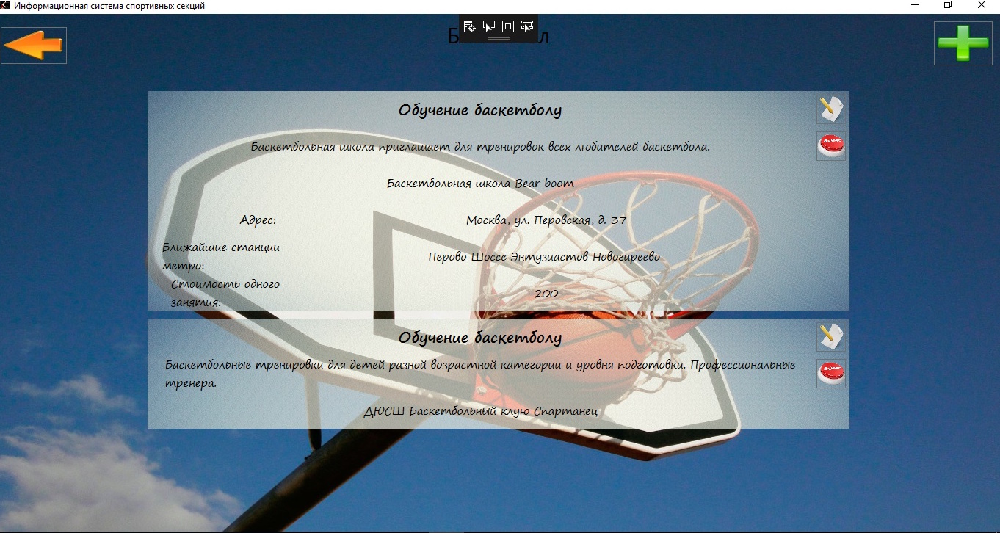 Информационная система спортивных секций
Обучение баскетболу
Баскетбольная школа приглашает для тренировок всех любителей баскетбола.
Баскетбольная школа Bear boom
Адрес:
Москва, ул. Перовская, д. 37
Ближайшие станции
метро:
Перово Шоссе Энтузиастов Новогиреево
Стоимость одного
занятия:
200
Обучение баскетболу
Баскетбольные тренировки для детей разной возрастной категории и уровня подготовки. Профессиональные
тренера.
ДЮСШ Баскетбольный клую Спартанец